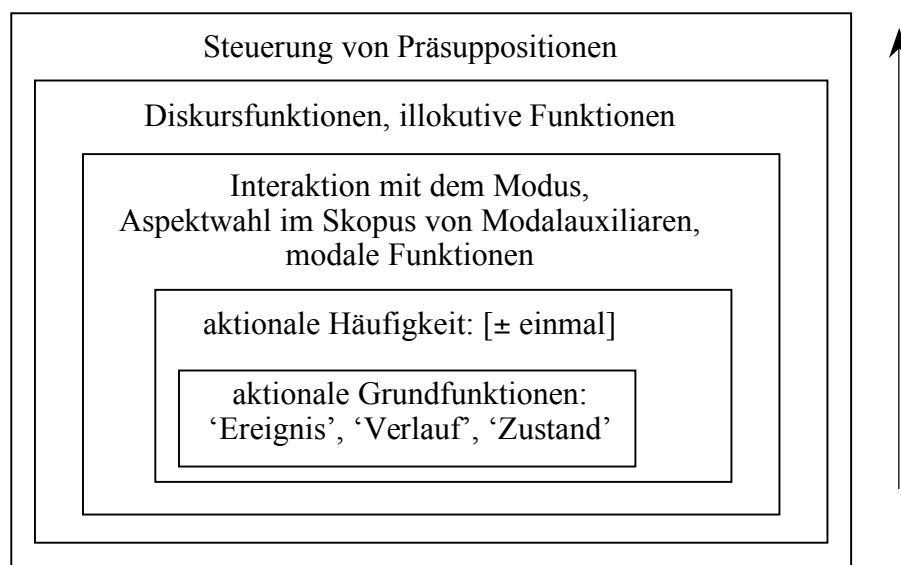 Steuerung von Präsuppositionen
Diskursfunktionen, illokutive Funktionen
Interaktion mit dem Modus,
Aspektwahl im Skopus von Modalauxiliaren,
modale Funktionen
aktionale Häufigkeit: [± einmal]
aktionale Grundfunktionen:
‘Ereignis’, ‘Verlauf’, ‘Zustand’